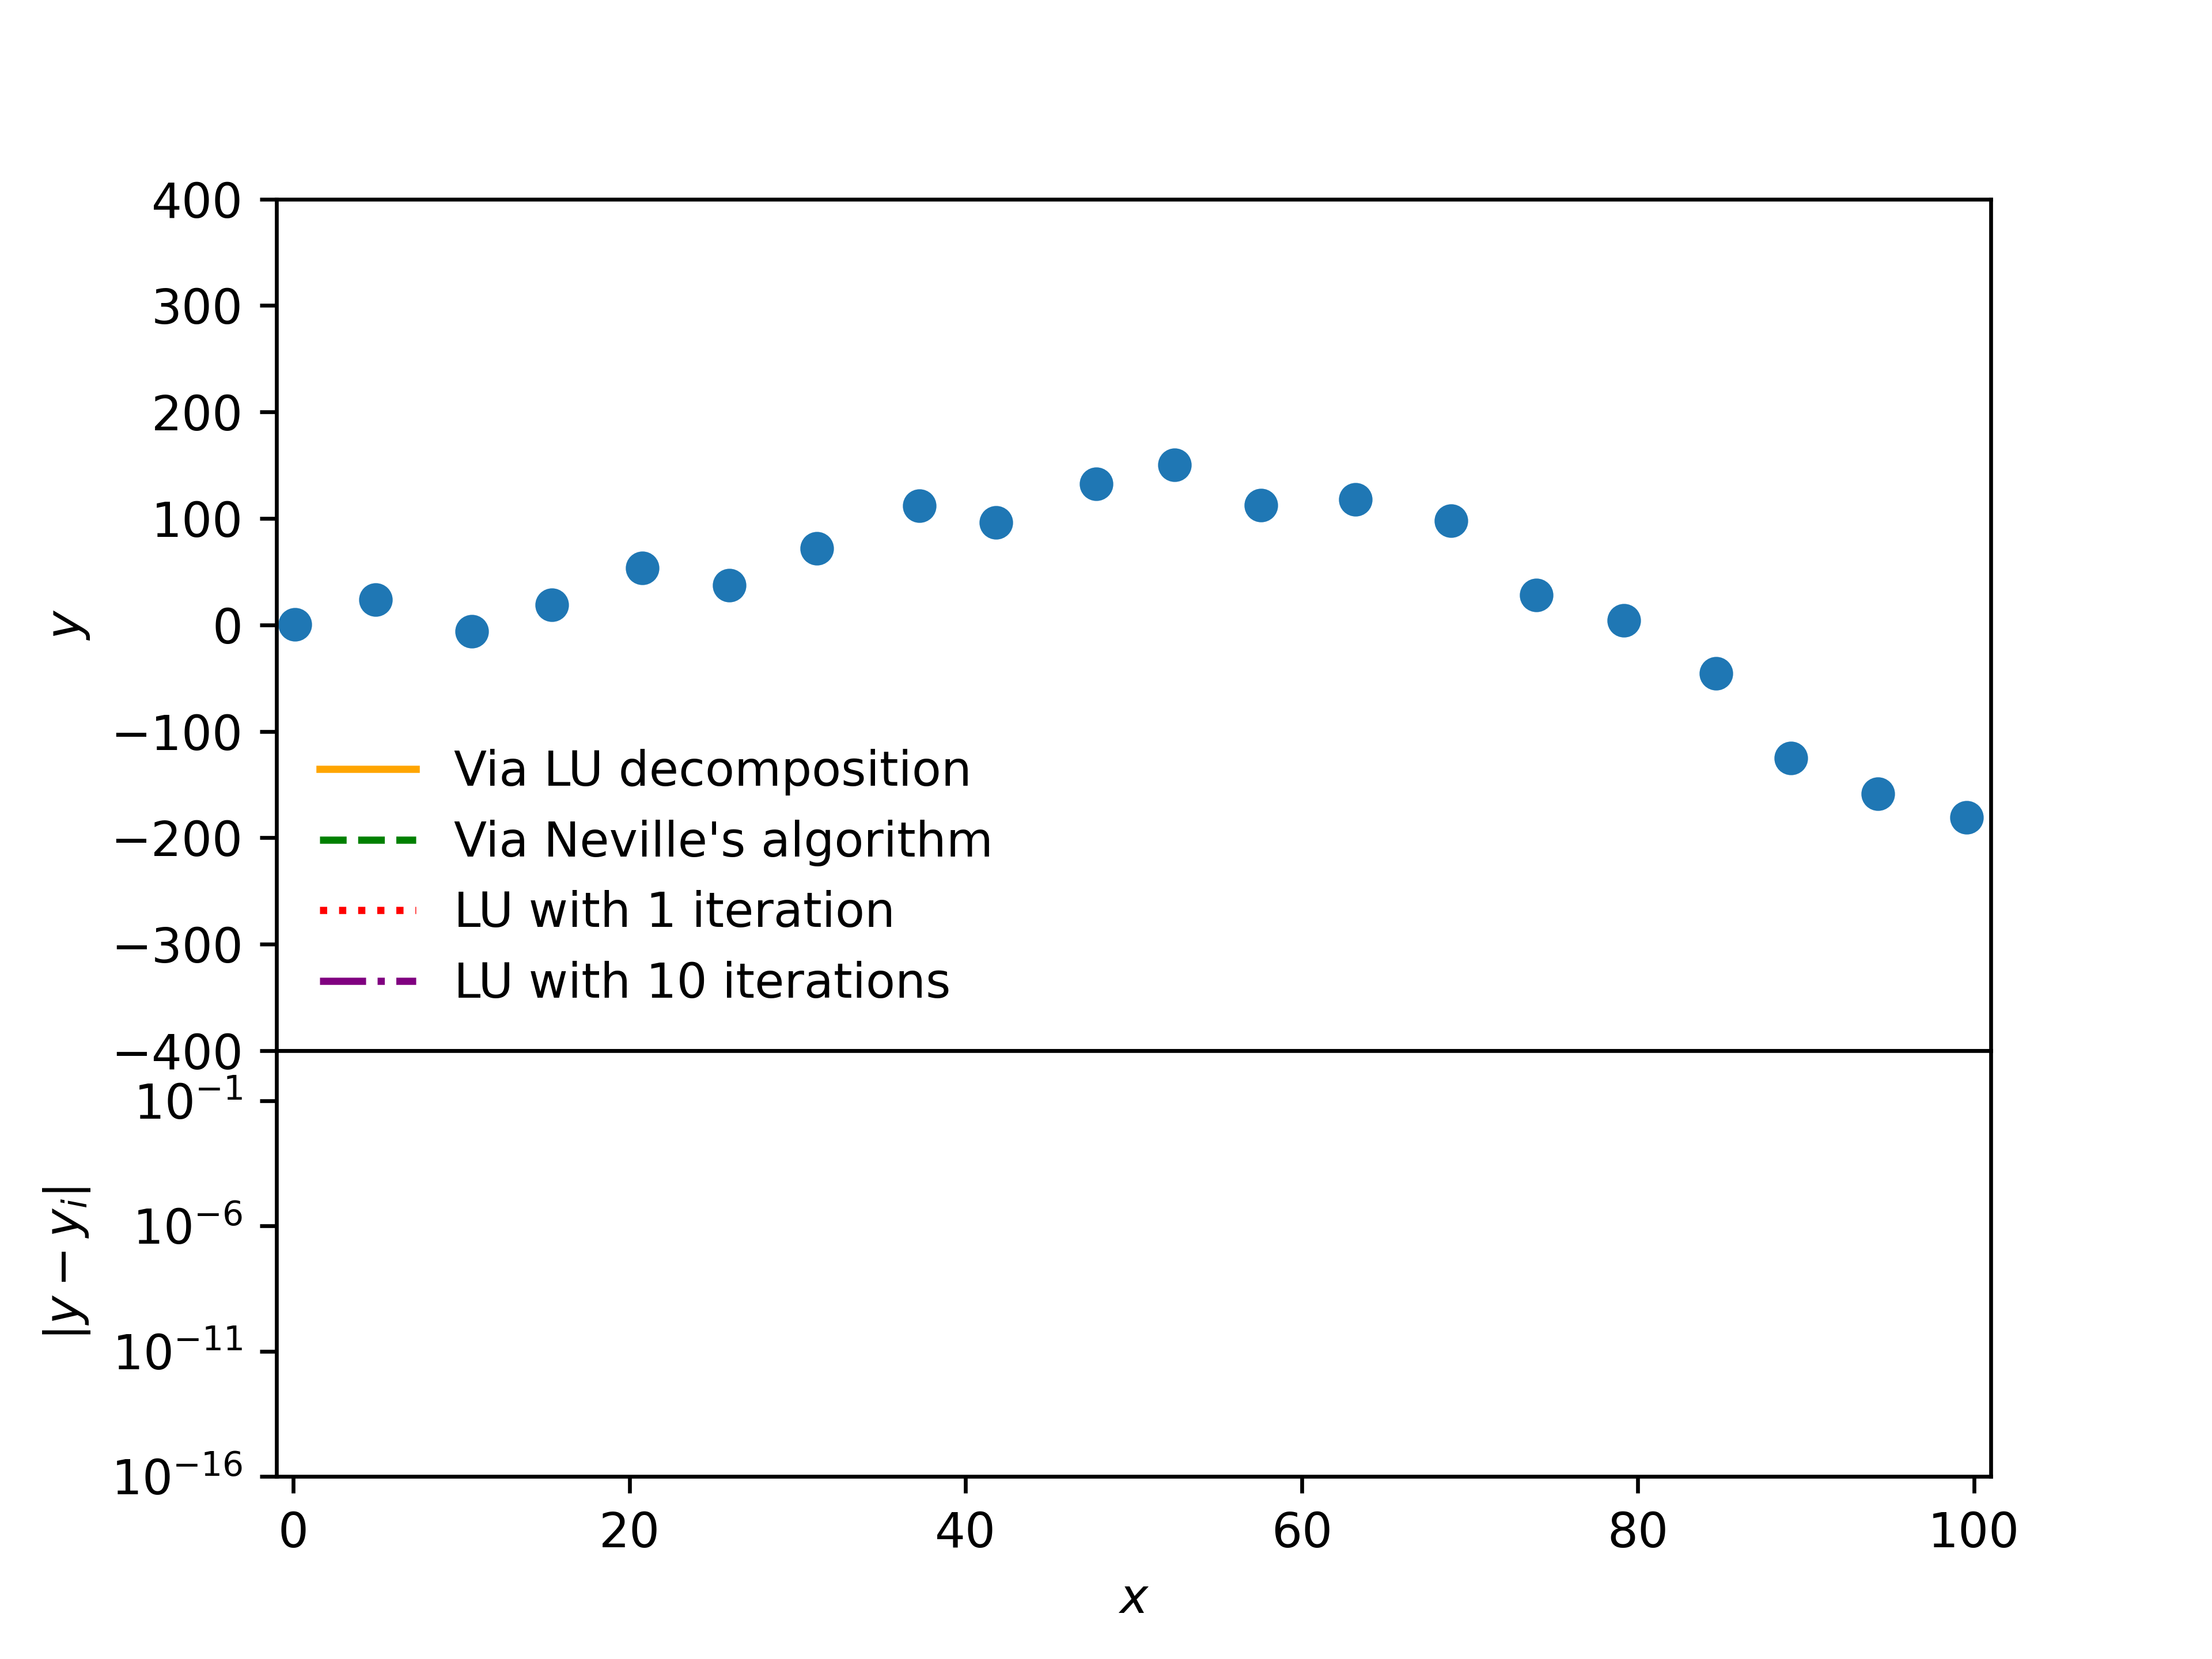 400
300
200
100
0
−100
−200
−300
−400
y
Via LU decomposition
Via Neville's algorithm
LU with 1 iteration
LU with 10 iterations
10⁻¹
10⁻⁶
10⁻¹¹
10⁻¹⁶
|y − yᵢ|
0 20 40 60 80 100
x